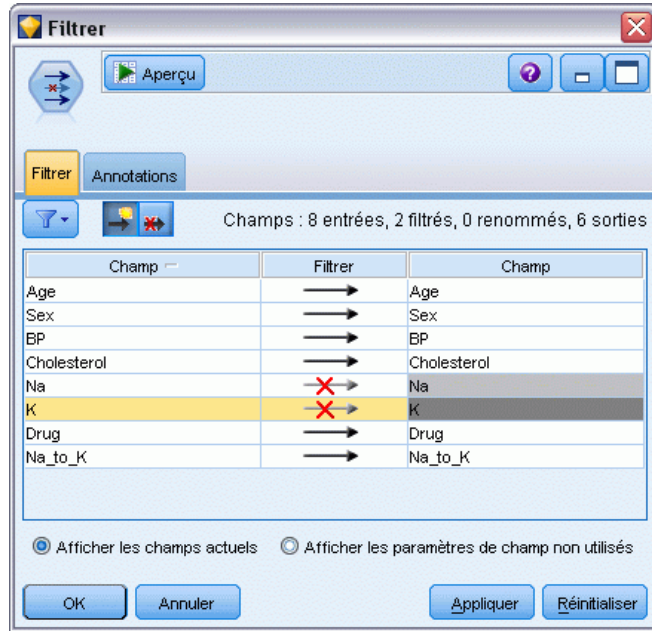 Filtrer
Aperçu
?
Filtrer Annotations
Champs : 8 entrées, 2 filtrés, 0 renommés, 6 sorties
Champ Filtrer Champ
Age Age
Sex Sex
BP BP
Cholesterol Cholesterol
Na Na
K K
Drug Drug
Na_to_K Na_to_K
Afficher les champs actuels Afficher les paramètres de champ non utilisés
OK Annuler Appliquer Réinitialiser